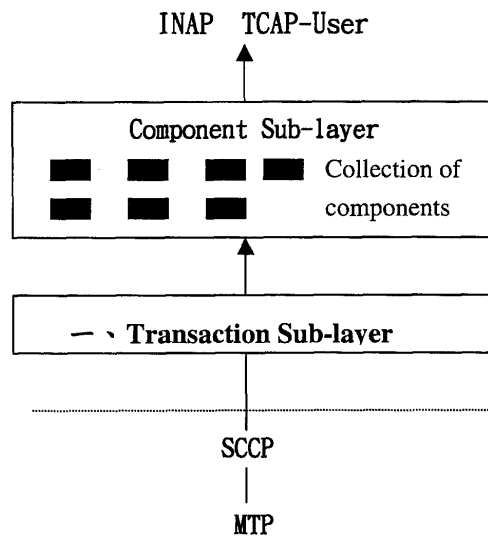 INAP TCAP-User
Component Sub-layer
Collection of
components
一、Transaction Sub-layer
SCCP
MTP